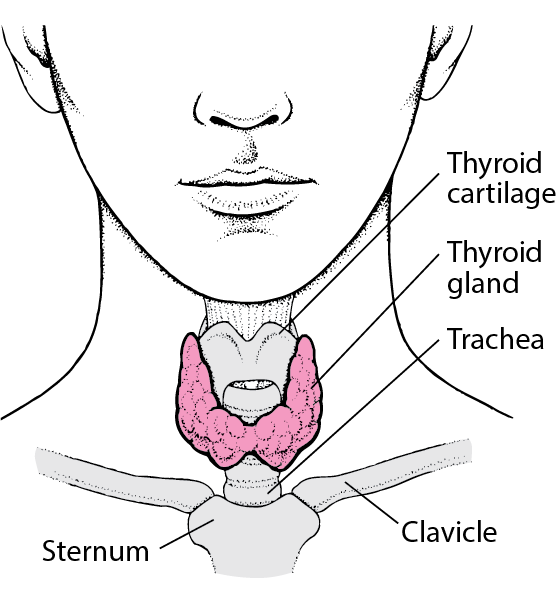 Thyroid
cartilage
Thyroid
gland
Trachea
Clavicle
Sternum